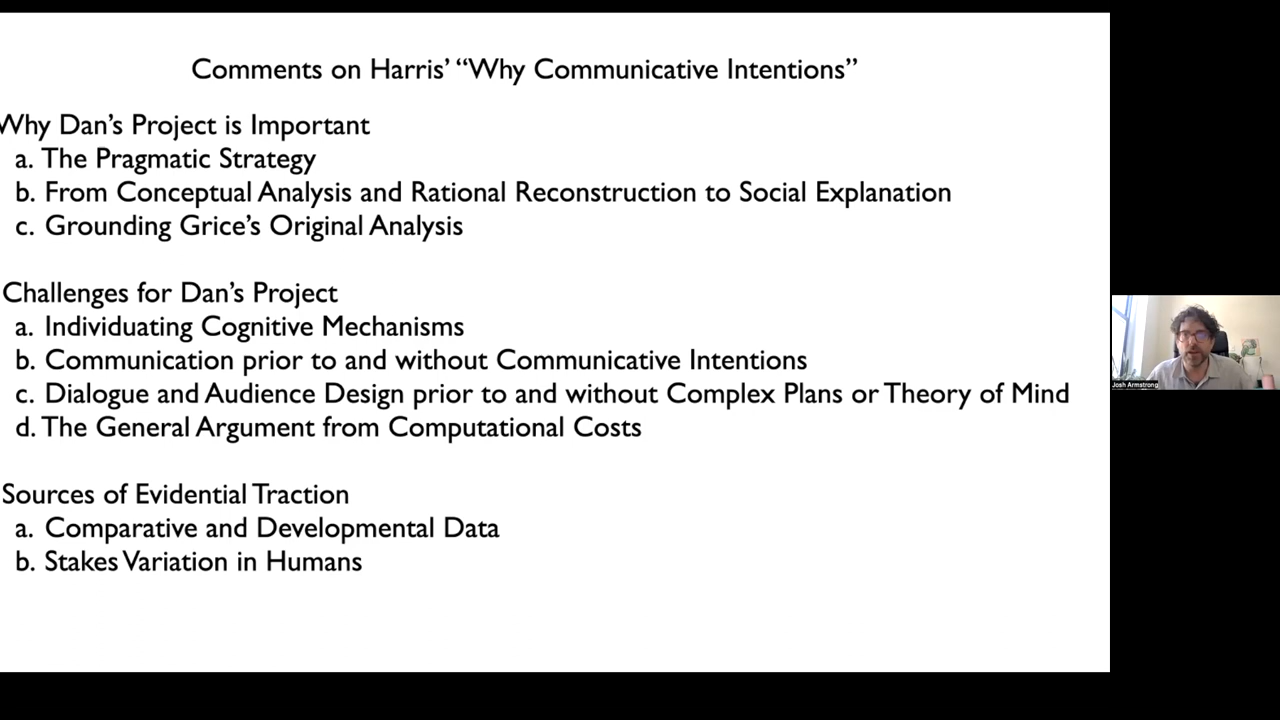 Comments on Harris’ “Why Communicative Intentions”
Why Dan’s Project is Important
a. The Pragmatic Strategy
b. From Conceptual Analysis and Rational Reconstruction to Social Explanation
c. Grounding Grice’s Original Analysis
Challenges for Dan’s Project
a. Individuating Cognitive Mechanisms
b. Communication prior to and without Communicative Intentions
c. Dialogue and Audience Design prior to and without Complex Plans or Theory of Mind
d. The General Argument from Computational Costs
Sources of Evidential Traction
a. Comparative and Developmental Data
b. Stakes Variation in Humans
Josh Armstrong